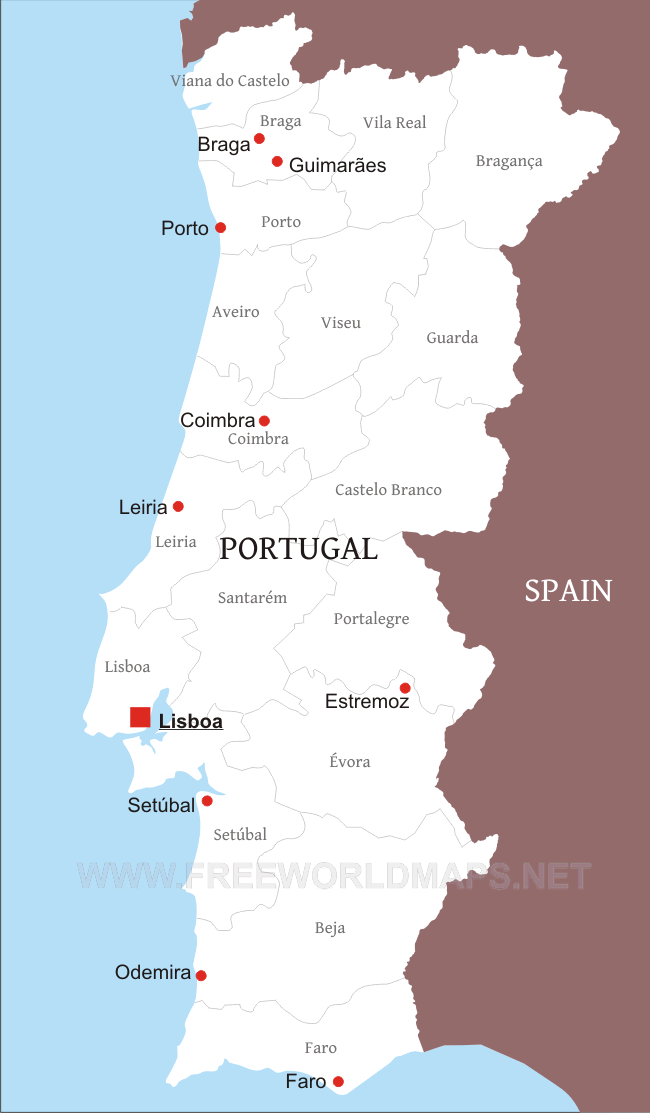 Viana do Castelo
Braga
Vila Real
Braga
Bragança
Guimarães
Porto
Porto
Aveiro
Viseu
Guarda
Coimbra
Coimbra
Castelo Branco
Leiria
Leiria
PORTUGAL
SPAIN
Santarém
Portalegre
Lisboa
Estremoz
Lisboa
Évora
Setúbal
Setúbal
WWW.FREEWORLDMAPS.NET
Beja
Odemira
Faro
Faro